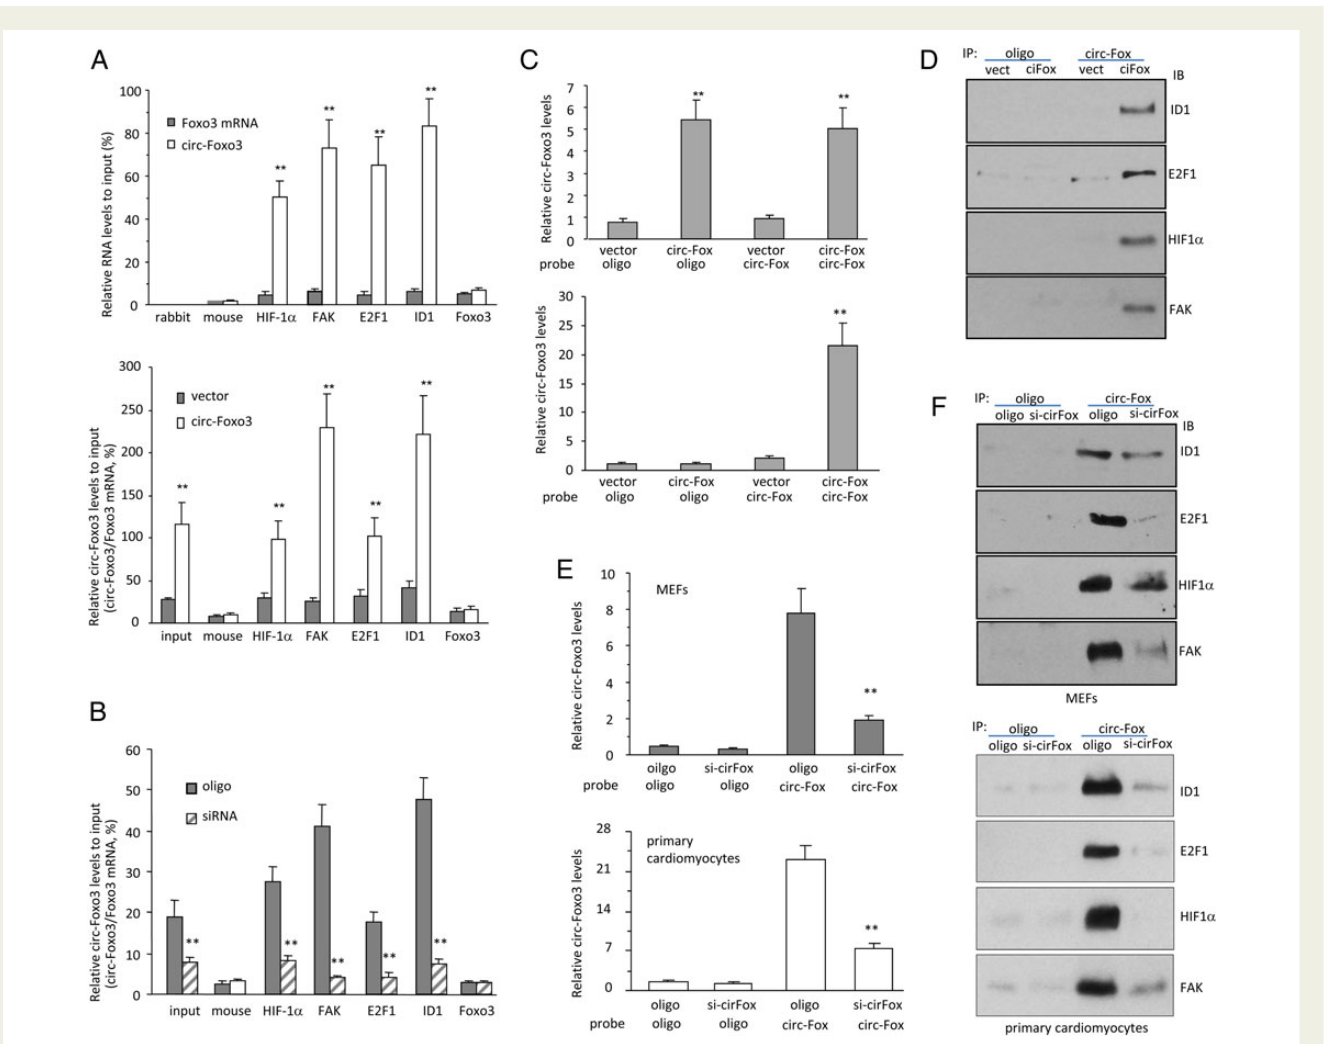 A
Relative RNA levels to input (%)
100
80
60
40
20
0
Foxo3 mRNA
circ-Foxo3
** ** ** **
rabbit mouse HIF-1α FAK E2F1 ID1 Foxo3
Relative circ-Foxo3 levels to input
(circ-Foxo3/Foxo3 mRNA, %)
300
250
200
150
100
50
0
vector
circ-Foxo3
** ** ** ** **
input mouse HIF-1α FAK E2F1 ID1 Foxo3
B
Relative circ-Foxo3 levels to input
(circ-Foxo3/Foxo3 mRNA, %)
60
50
40
30
20
10
0
oligo
siRNA
** ** ** ** **
input mouse HIF-1α FAK E2F1 ID1 Foxo3
C
Relative circ-Foxo3 levels
7
6
5
4
3
2
1
0
** **
vector circ-Fox vector circ-Fox
probe oligo oligo circ-Fox circ-Fox
Relative circ-Foxo3 levels
30
25
20
15
10
5
0
**
vector circ-Fox vector circ-Fox
probe oligo oligo circ-Fox circ-Fox
D
IP: oligo circ-Fox
vect ciFox vect ciFox
IB
ID1
E2F1
HIF1α
FAK
E
Relative circ-Foxo3 levels
10
8
6
4
2
0
MEFs
**
oilgo si-cirFox oligo si-cirFox
probe oligo oligo circ-Fox circ-Fox
Relative circ-Foxo3 levels
28
21
14
7
0
primary
cardiomyocytes
**
oligo si-cirFox oligo si-cirFox
probe oligo oligo circ-Fox circ-Fox
F
IP: oligo circ-Fox
oligo si-cirFox oligo si-cirFox
IB
ID1
E2F1
HIF1α
FAK
MEFs
IP: oligo circ-Fox
oligo si-cirFox oligo si-cirFox
ID1
E2F1
HIF1α
FAK
primary cardiomyocytes